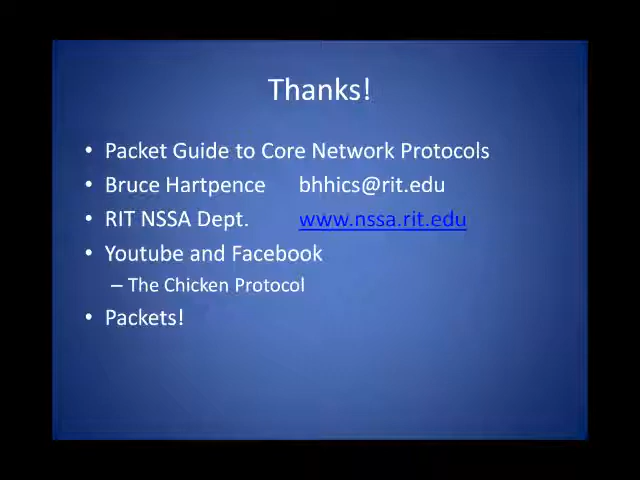 Thanks!
• Packet Guide to Core Network Protocols
• Bruce Hartpence bhhics@rit.edu
• RIT NSSA Dept. www.nssa.rit.edu
• Youtube and Facebook
– The Chicken Protocol
• Packets!